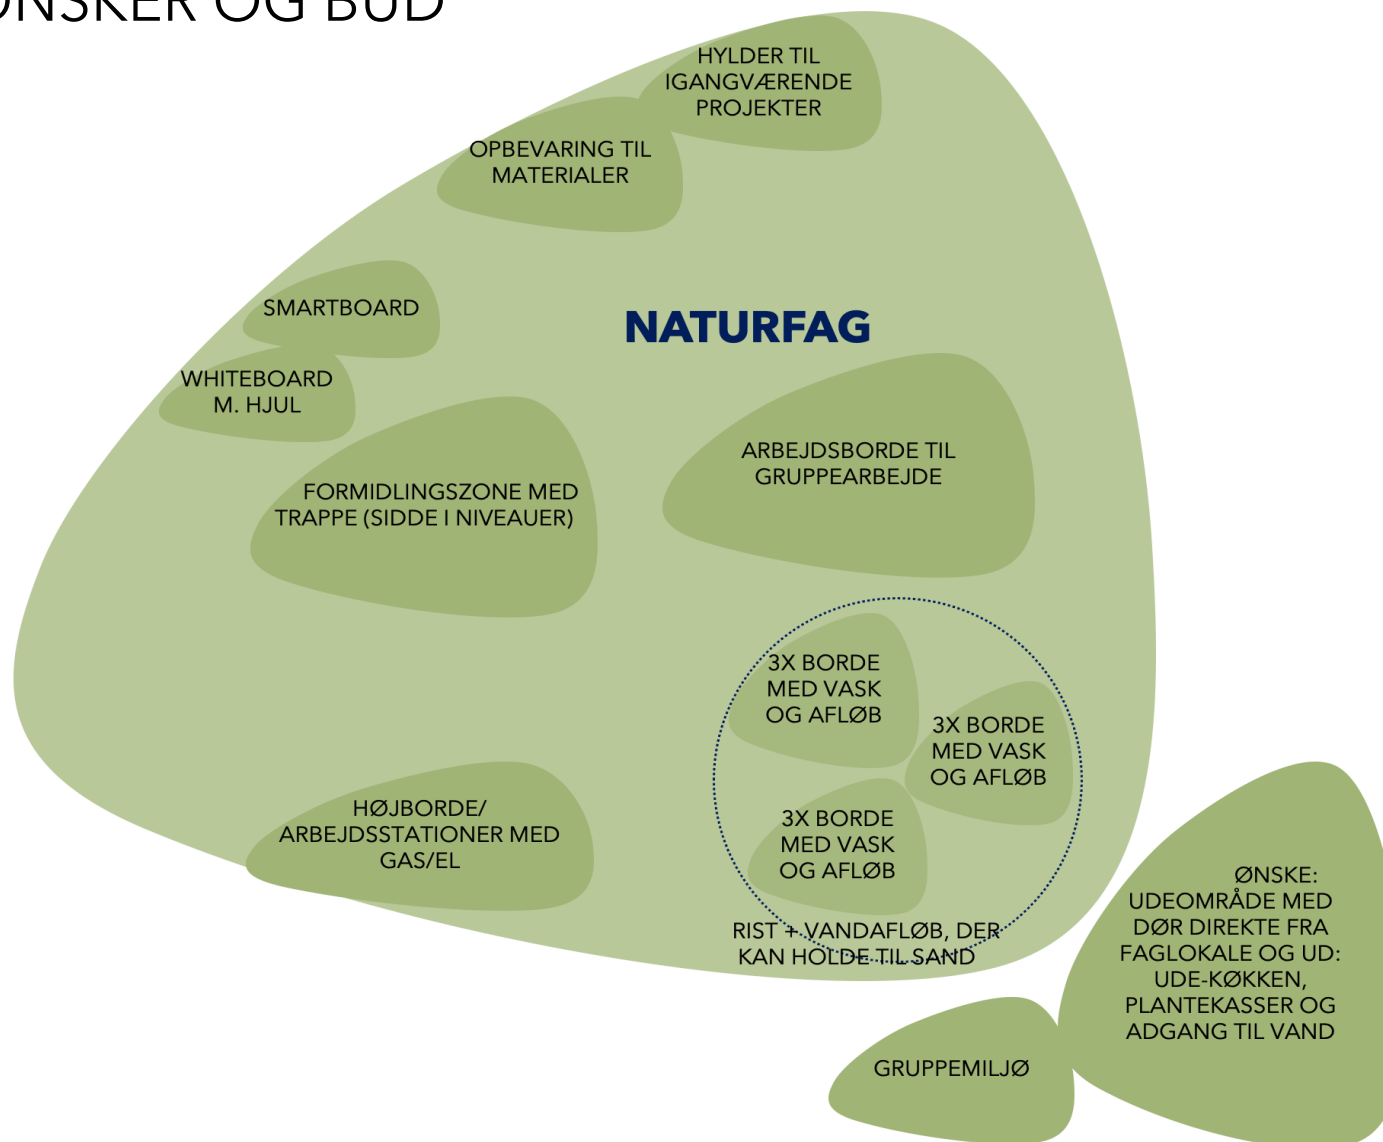 ØNSKER OG BUD
HYLDER TIL
IGANGVÆRENDE
PROJEKTER
OPBEVARING TIL
MATERIALER
SMARTBOARD
NATURFAG
WHITEBOARD
M. HJUL
ARBEJDSBORDE TIL
GRUPPEARBEJDE
FORMIDLINGSZONE MED
TRAPPE (SIDDE I NIVEAUER)
3X BORDE
MED VASK
OG AFLØB
3X BORDE
MED VASK
OG AFLØB
HØJBORDE/
ARBEJDSSTATIONER MED
GAS/EL
3X BORDE
MED VASK
OG AFLØB
RIST + VANDAFLØB, DER
KAN HOLDE TIL SAND
ØNSKE:
UDEOMRÅDE MED
DØR DIREKTE FRA
FAGLOKALE OG UD:
UDE-KØKKEN,
PLANTEKASSER OG
ADGANG TIL VAND
GRUPPEMILJØ